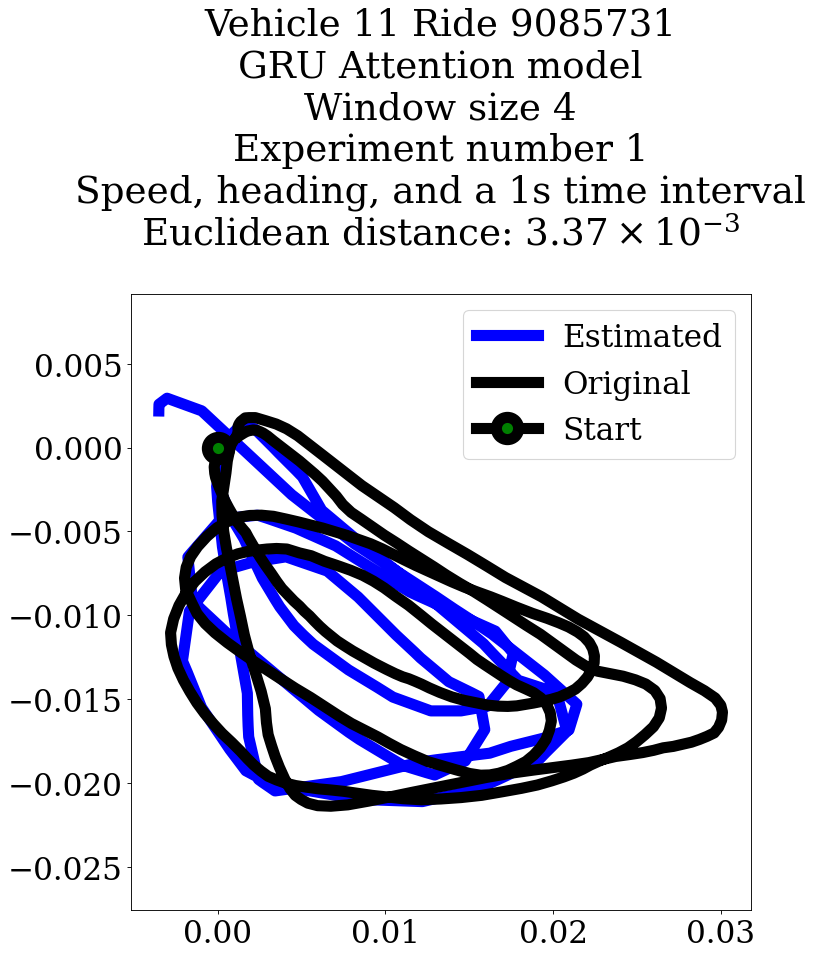 Vehicle 11 Ride 9085731
GRU Attention model
Window size 4
Experiment number 1
Speed, heading, and a 1s time interval
Euclidean distance: 3.37 × 10⁻³
Estimated
Original
Start
0.005
0.000
−0.005
−0.010
−0.015
−0.020
−0.025
0.00 0.01 0.02 0.03